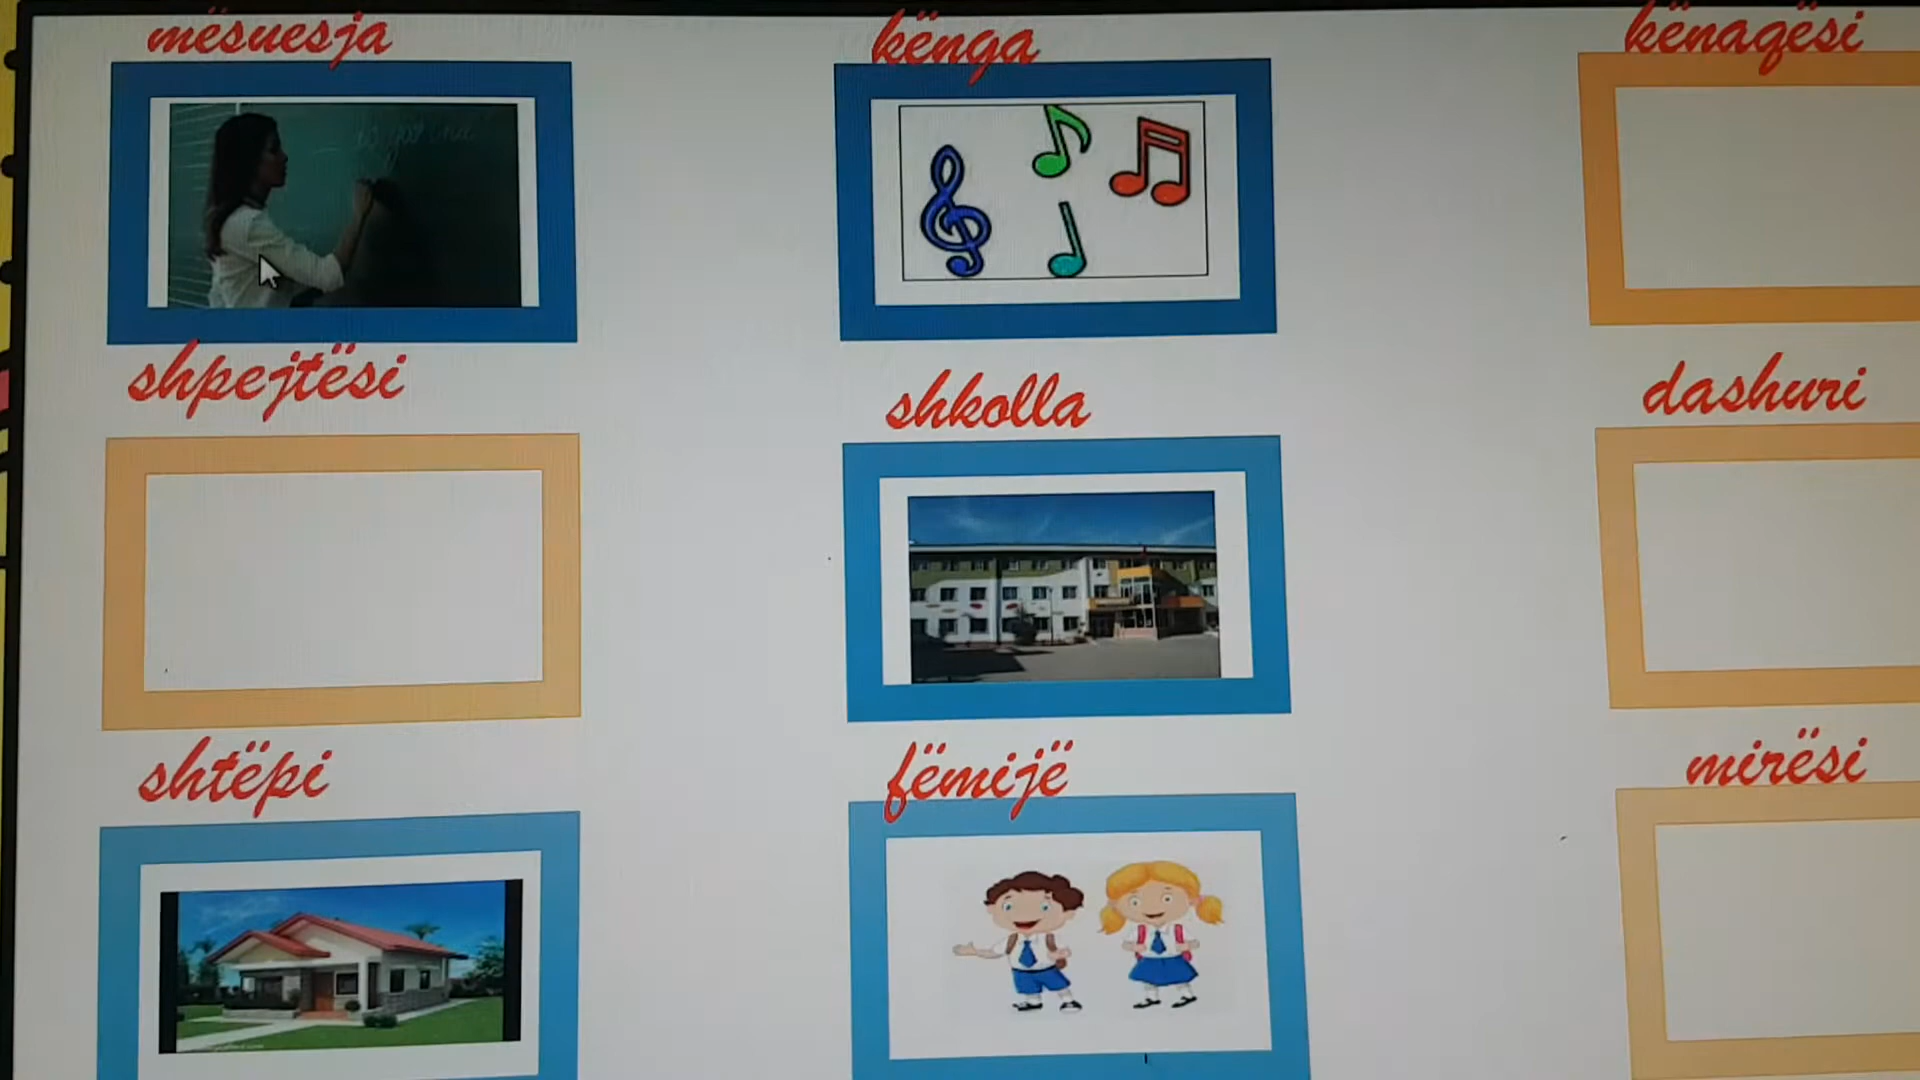 mësuesja
kënga
kënaqësi
shpejtësi
shkolla
dashuri
shtëpi
fëmijë
mirësi